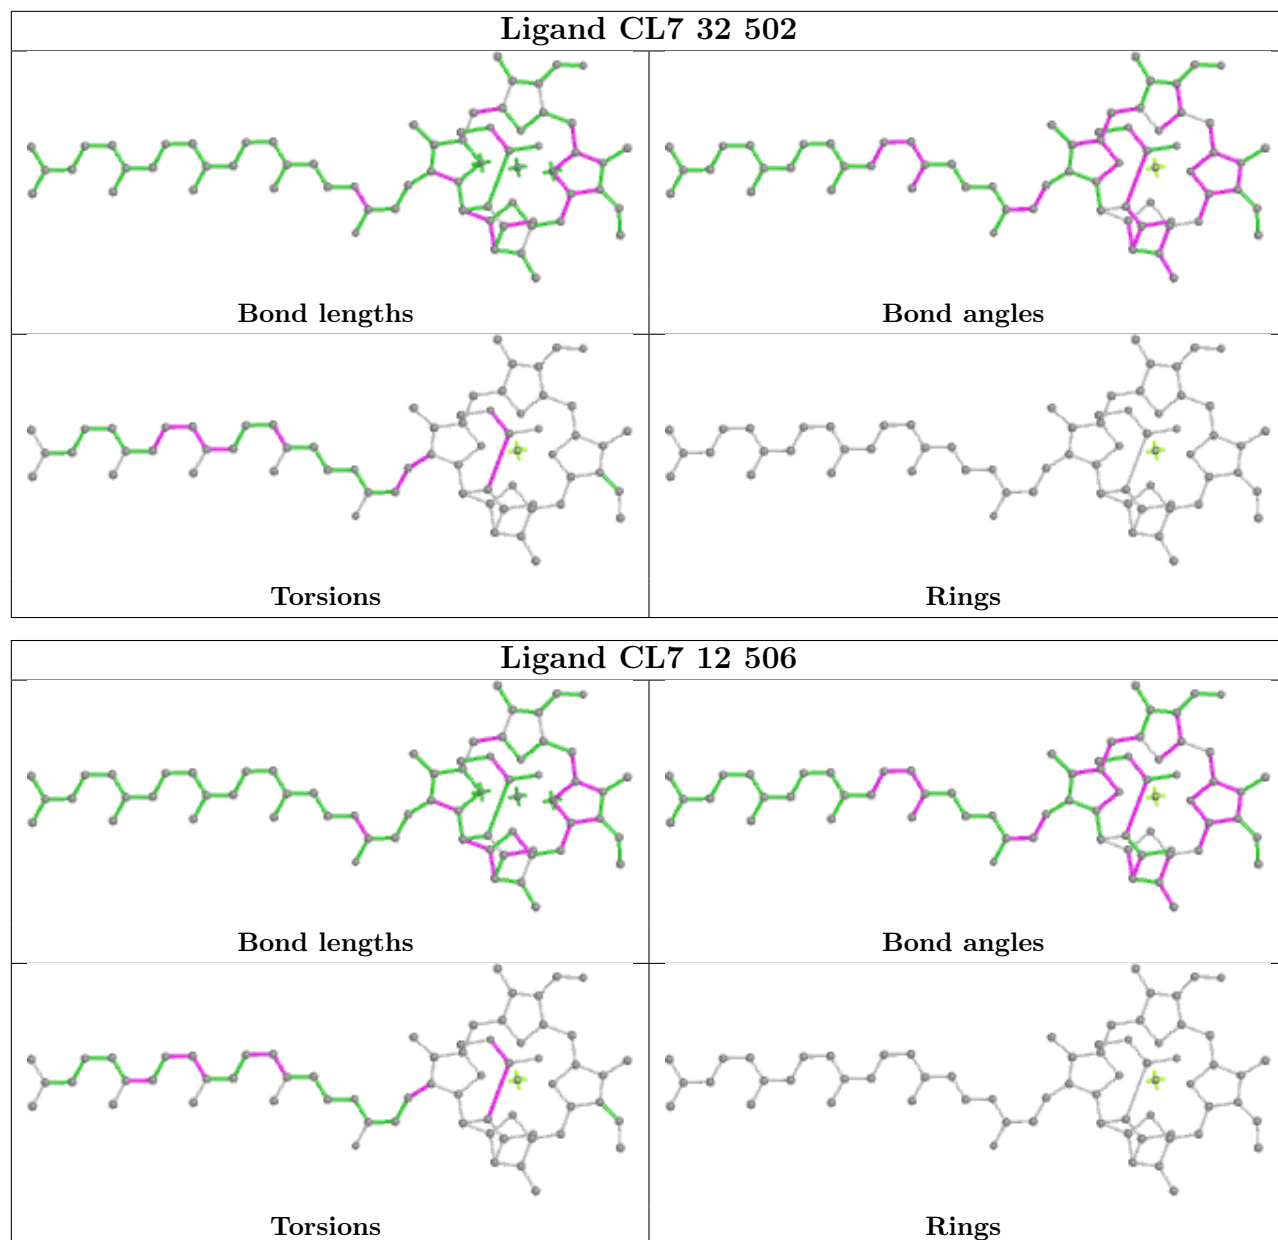 Ligand CL7 32 502
Bond lengths
Bond angles
Torsions
Rings
Ligand CL7 12 506
Bond lengths
Bond angles
Torsions
Rings